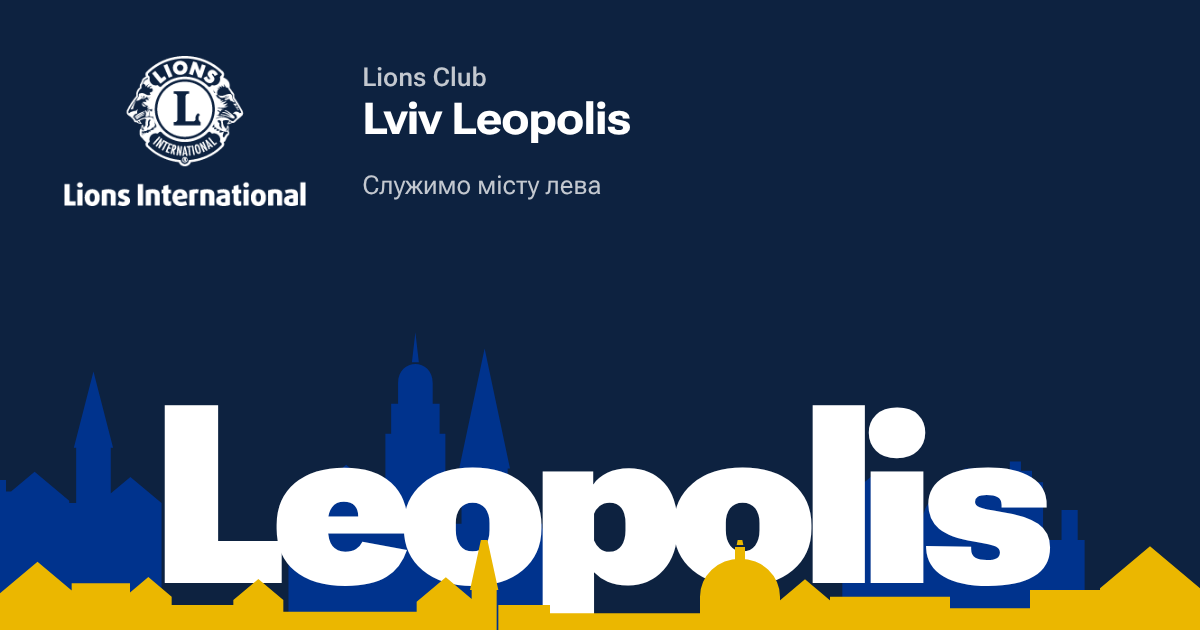 LIONS
L
INTERNATIONAL
Lions International
Lions Club
Lviv Leopolis
Служимо місту лева
Leopolis